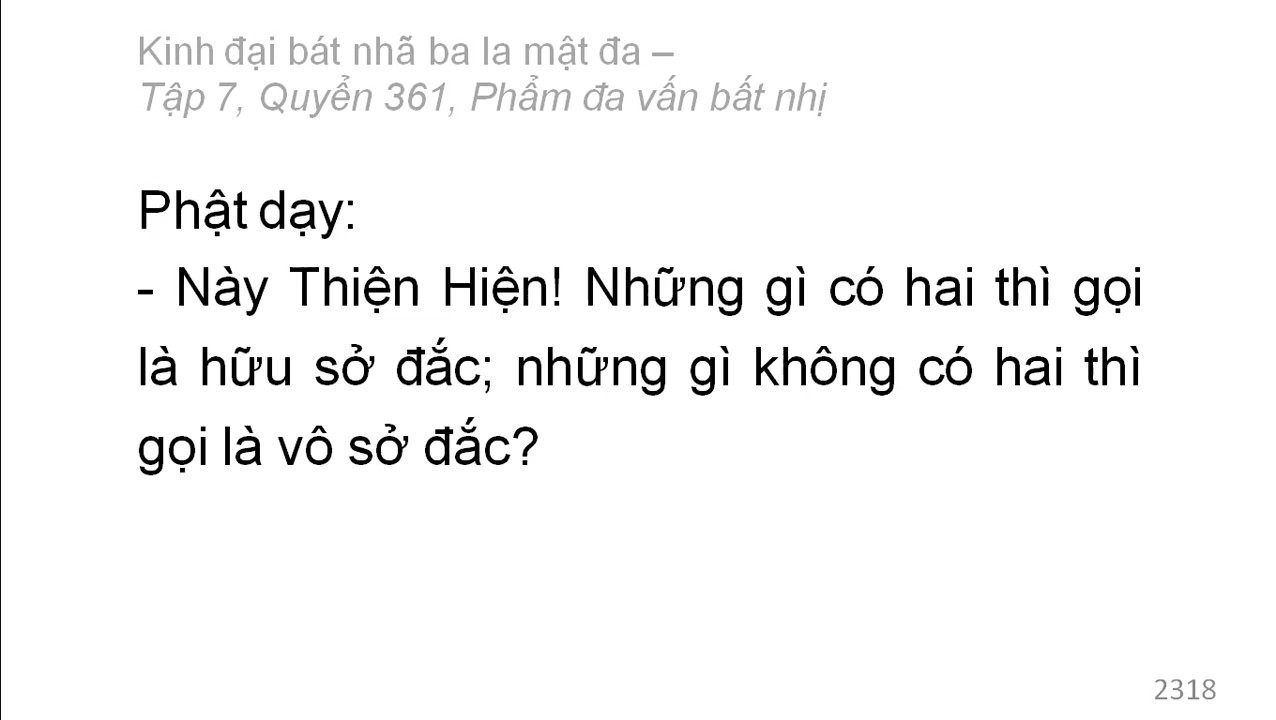 Kinh đại bát nhã ba la mật đa –
Tập 7, Quyển 361, Phẩm đa vấn bất nhị
Phật dạy:
- Này Thiện Hiện! Những gì có hai thì gọi
là hữu sở đắc; những gì không có hai thì
gọi là vô sở đắc?
2318